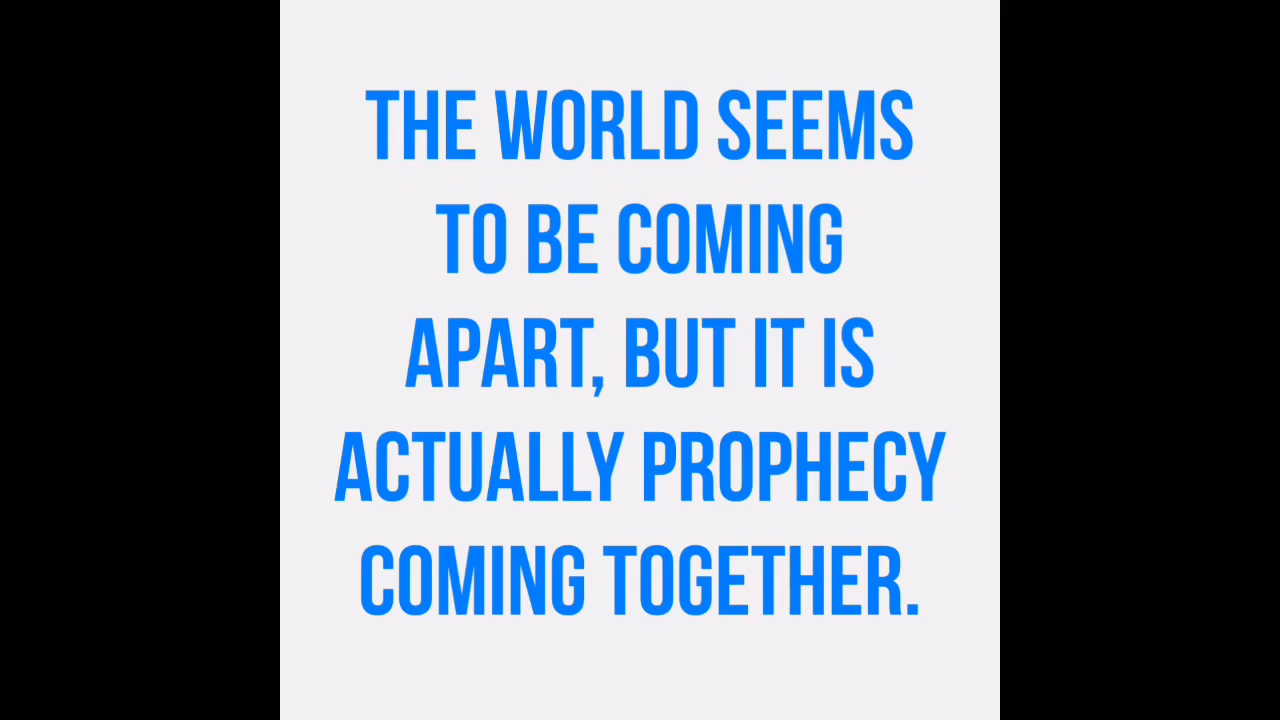 THE WORLD SEEMS
TO BE COMING
APART, BUT IT IS
ACTUALLY PROPHECY
COMING TOGETHER.